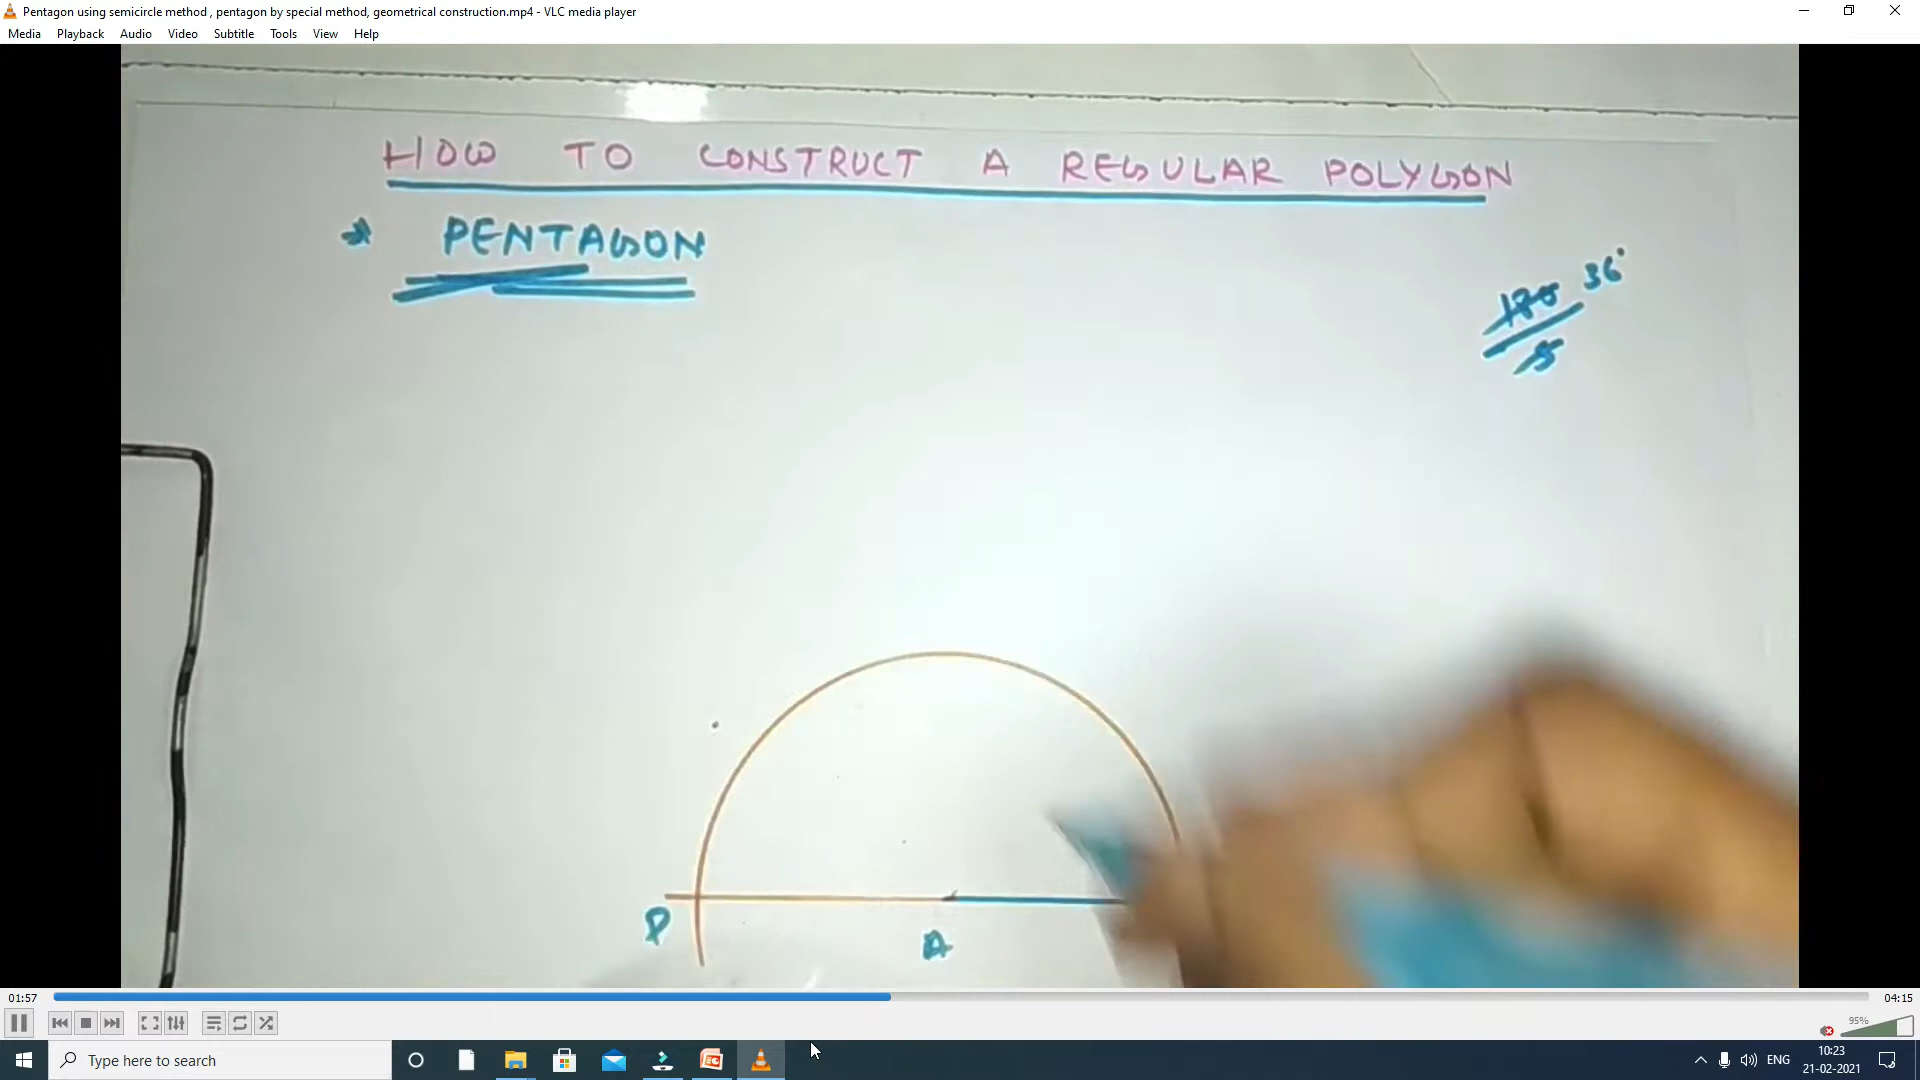 Pentagon using semicircle method , pentagon by special method, geometrical construction.mp4 - VLC media player
Media Playback Audio Video Subtitle Tools View Help
HOW TO CONSTRUCT A REGULAR POLYGON
PENTAGON
180 36°
5
P A
01:57 04:15
95%
Type here to search
ENG
10:23
21-02-2021